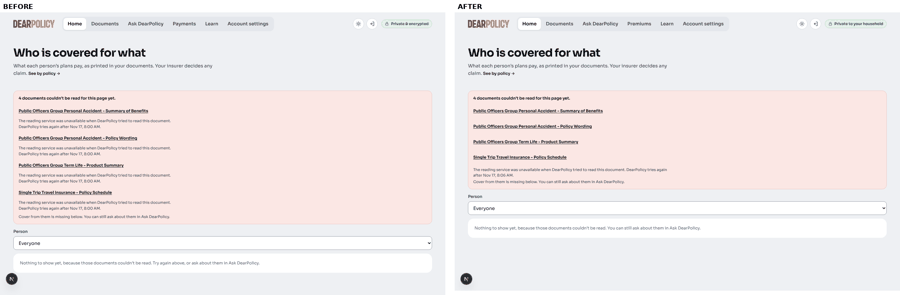 BEFORE
DEARPOLICY
Home Documents Ask DearPolicy Payments Learn Account settings
Private & encrypted
Who is covered for what
What each person's plans pay, as printed in your documents. Your insurer decides any
claim. See by policy →
4 documents couldn't be read for this page yet.
Public Officers Group Personal Accident – Summary of Benefits
The reading service was unavailable when DearPolicy tried to read this document.
DearPolicy tries again after Nov 17, 8:00 AM.
Public Officers Group Personal Accident – Policy Wording
The reading service was unavailable when DearPolicy tried to read this document.
DearPolicy tries again after Nov 17, 8:00 AM.
Public Officers Group Term Life – Product Summary
The reading service was unavailable when DearPolicy tried to read this document.
DearPolicy tries again after Nov 17, 8:00 AM.
Single Trip Travel Insurance – Policy Schedule
The reading service was unavailable when DearPolicy tried to read this document.
DearPolicy tries again after Nov 17, 8:00 AM.
Cover from them is missing below. You can still ask about them in Ask DearPolicy.
Person
Everyone
Nothing to show yet, because those documents couldn't be read. Try again above, or ask about them in Ask DearPolicy.
N
AFTER
DEARPOLICY
Home Documents Ask DearPolicy Premiums Learn Account settings
Private to your household
Who is covered for what
What each person's plans pay, as printed in your documents. Your insurer decides any
claim. See by policy →
4 documents couldn't be read for this page yet.
Public Officers Group Personal Accident – Summary of Benefits
Public Officers Group Personal Accident – Policy Wording
Public Officers Group Term Life – Product Summary
Single Trip Travel Insurance – Policy Schedule
The reading service was unavailable when DearPolicy tried to read this document. DearPolicy tries again
after Nov 17, 8:06 AM.
Cover from them is missing below. You can still ask about them in Ask DearPolicy.
Person
Everyone
Nothing to show yet, because those documents couldn't be read. You can still ask about them in Ask DearPolicy.
N